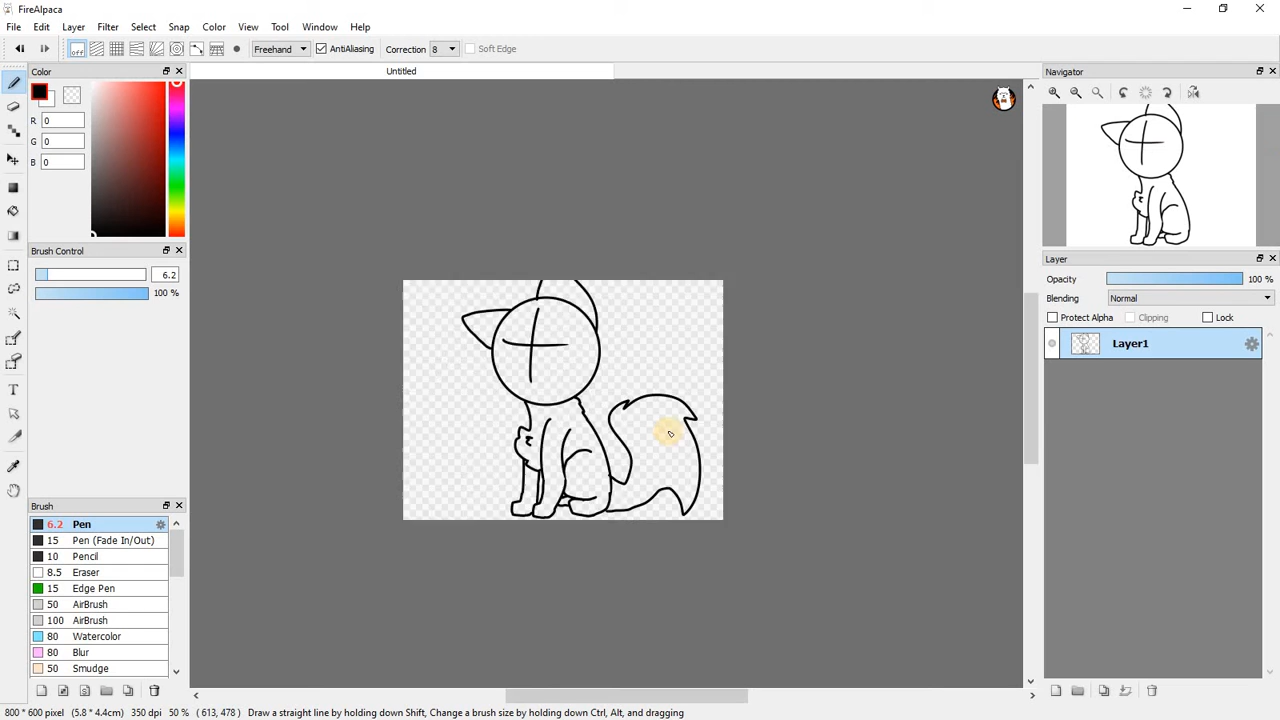 FireAlpaca
File Edit Layer Filter Select Snap Color View Tool Window Help
off Freehand AntiAliasing Correction 8 Soft Edge
Color
Untitled
Navigator
R 0
G 0
B 0
Brush Control
6.2
100 %
Layer
Opacity 100 %
Blending Normal
Protect Alpha Clipping Lock
Layer1
Brush
6.2 Pen
15 Pen (Fade In/Out)
10 Pencil
8.5 Eraser
15 Edge Pen
50 AirBrush
100 AirBrush
80 Watercolor
80 Blur
50 Smudge
800 * 600 pixel (5.8 * 4.4cm) 350 dpi 50 % ( 613, 478 ) Draw a straight line by holding down Shift, Change a brush size by holding down Ctrl, Alt, and dragging